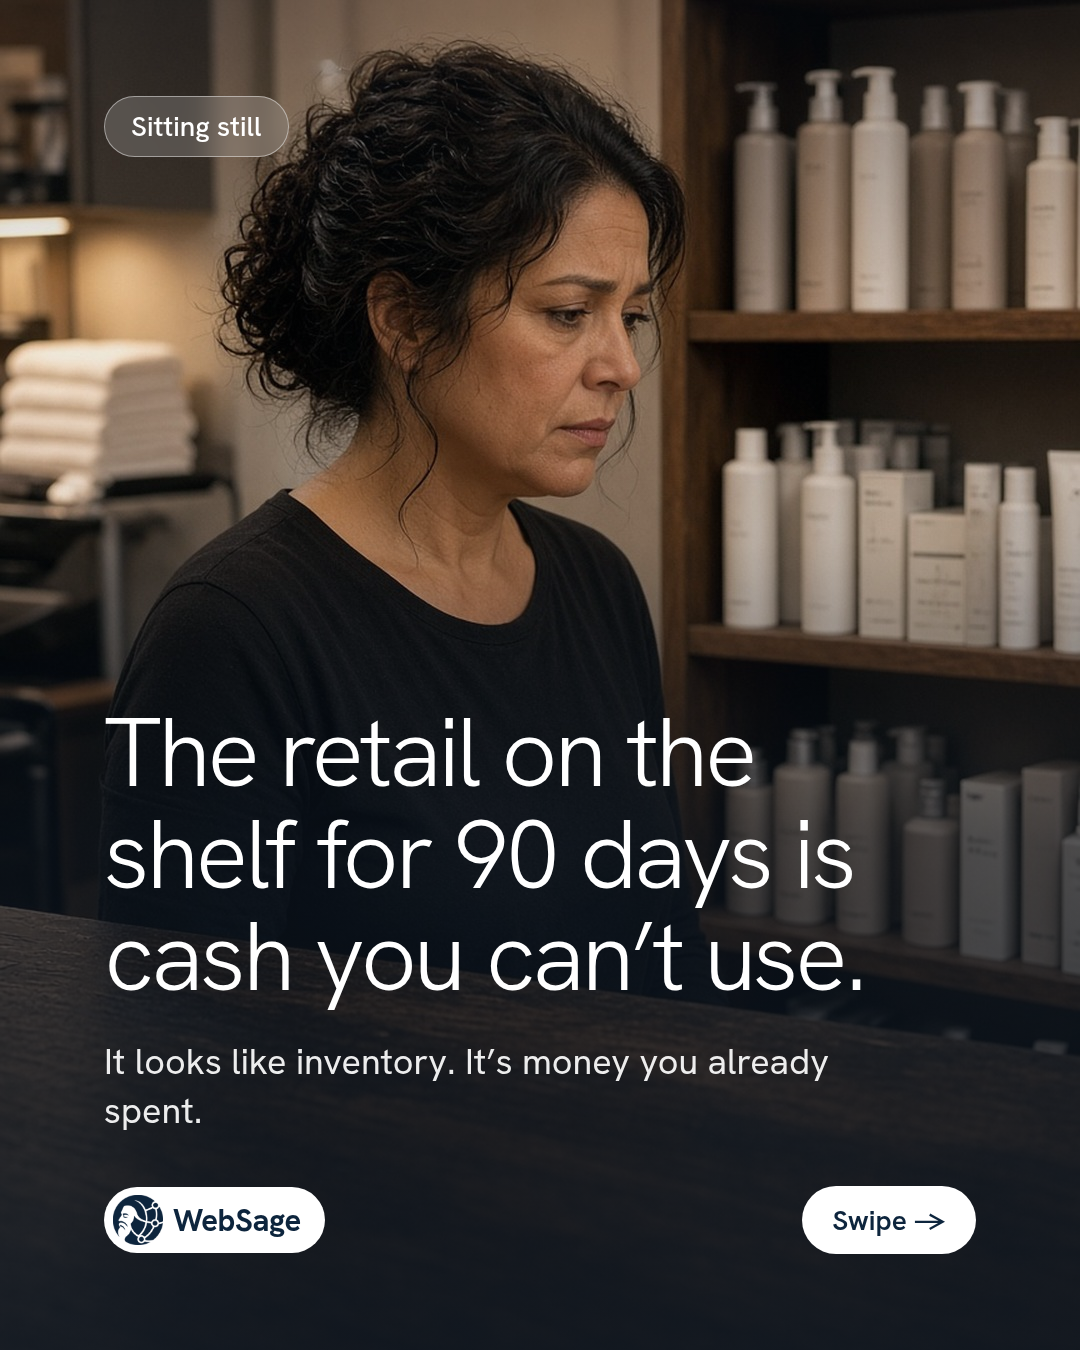 Sitting still
The retail on the
shelf for 90 days is
cash you can’t use.
It looks like inventory. It’s money you already
spent.
WebSage
Swipe →